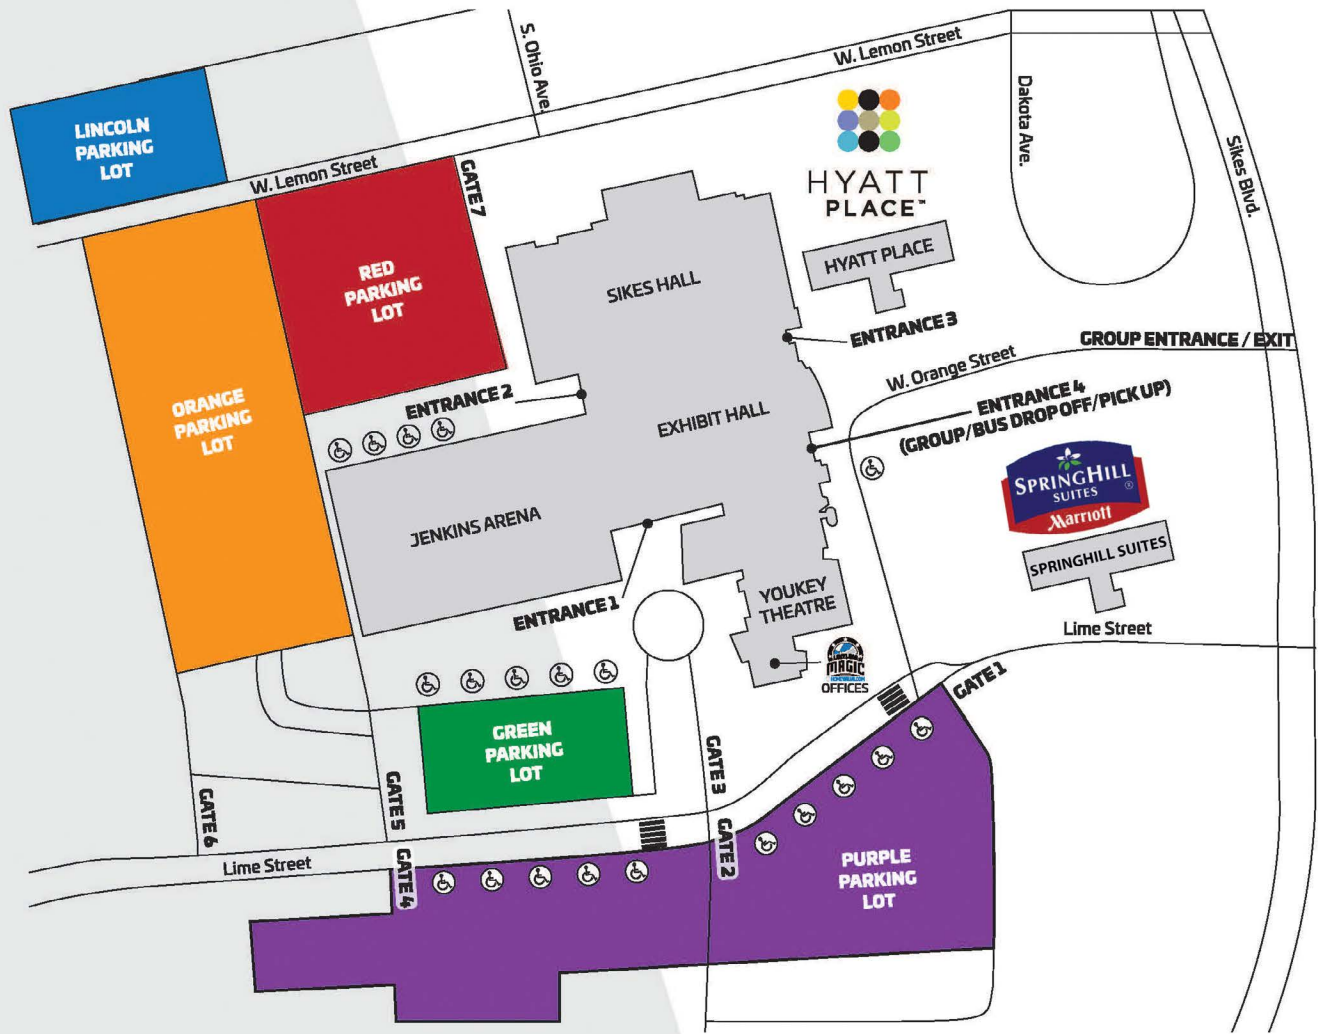 S. Ohio Ave.
W. Lemon Street
LINCOLN
PARKING
LOT
W. Lemon Street
GATE 7
Dakota Ave.
Sikes Blvd.
HYATT
PLACE™
HYATT PLACE
RED
PARKING
LOT
SIKES HALL
ENTRANCE 3
GROUP ENTRANCE / EXIT
W. Orange Street
ENTRANCE 2
ENTRANCE 4
(GROUP/BUS DROP OFF/PICK UP)
ORANGE
PARKING
LOT
EXHIBIT HALL
SPRINGHILL
SUITES
®
Marriott
JENKINS ARENA
SPRINGHILL SUITES
ENTRANCE 1
YOUKEY
THEATRE
Lime Street
MAGIC
OFFICES
GATE 1
GREEN
PARKING
LOT
GATE 3
GATE 5
GATE 6
GATE 2
GATE 4
Lime Street
PURPLE
PARKING
LOT